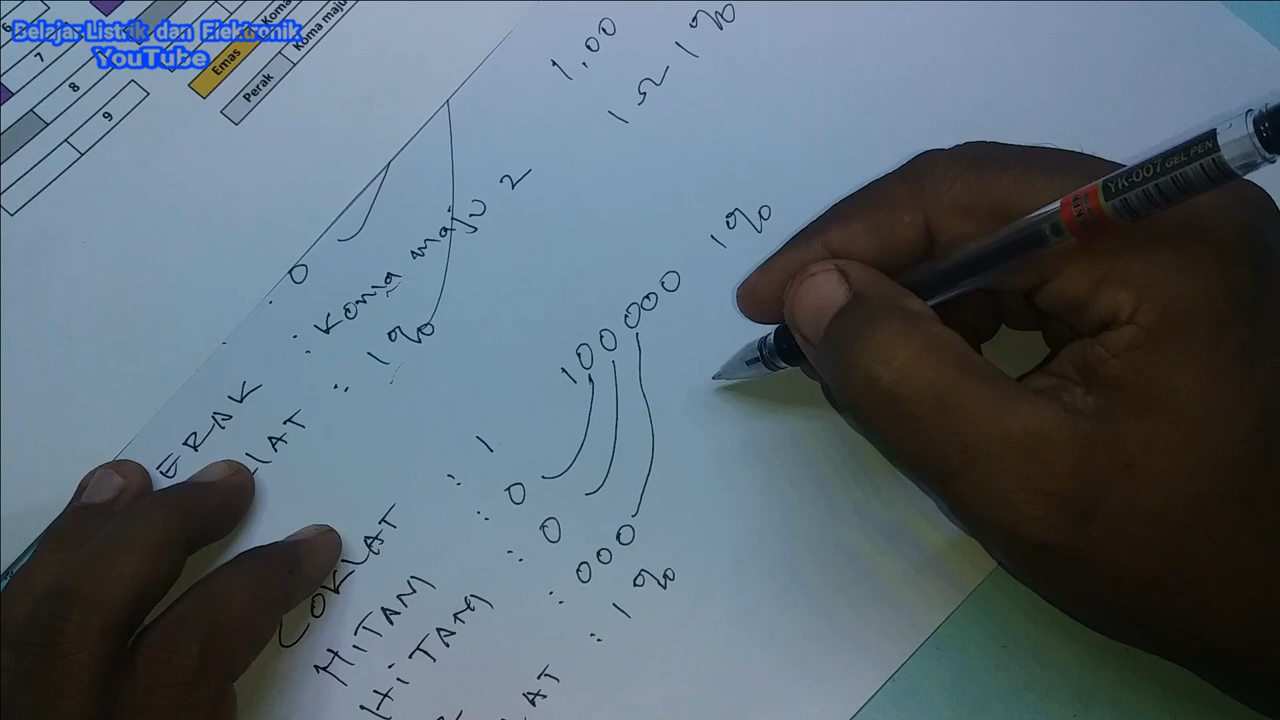 Belajar Listrik dan Elektronik
YouTube
6
7
8
9
Emas Koma
Perak Koma maju
1.00
1 Ω 1%
: 0
ERAK : Koma maju 2
LAT : 1%
100 000 1%
COKLAT : 1
HITAM : 0
HiTAM : 0
: 000
AT : 1%
YK-007 GEL PEN